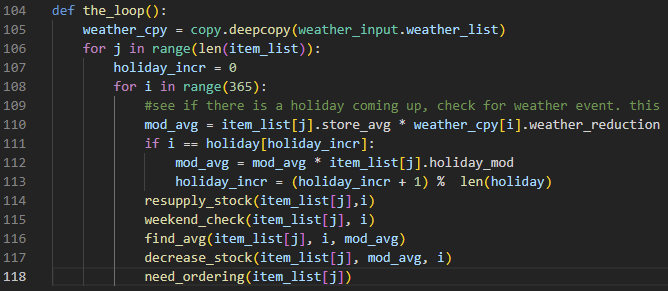 104 def the_loop():
105     weather_cpy = copy.deepcopy(weather_input.weather_list)
106     for j in range(len(item_list)):
107         holiday_incr = 0
108         for i in range(365):
109             #see if there is a holiday coming up, check for weather event. this
110             mod_avg = item_list[j].store_avg * weather_cpy[i].weather_reduction
111             if i == holiday[holiday_incr]:
112                 mod_avg = mod_avg * item_list[j].holiday_mod
113                 holiday_incr = (holiday_incr + 1) %  len(holiday)
114             resupply_stock(item_list[j],i)
115             weekend_check(item_list[j], i)
116             find_avg(item_list[j], i, mod_avg)
117             decrease_stock(item_list[j], mod_avg, i)
118             need_ordering(item_list[j])